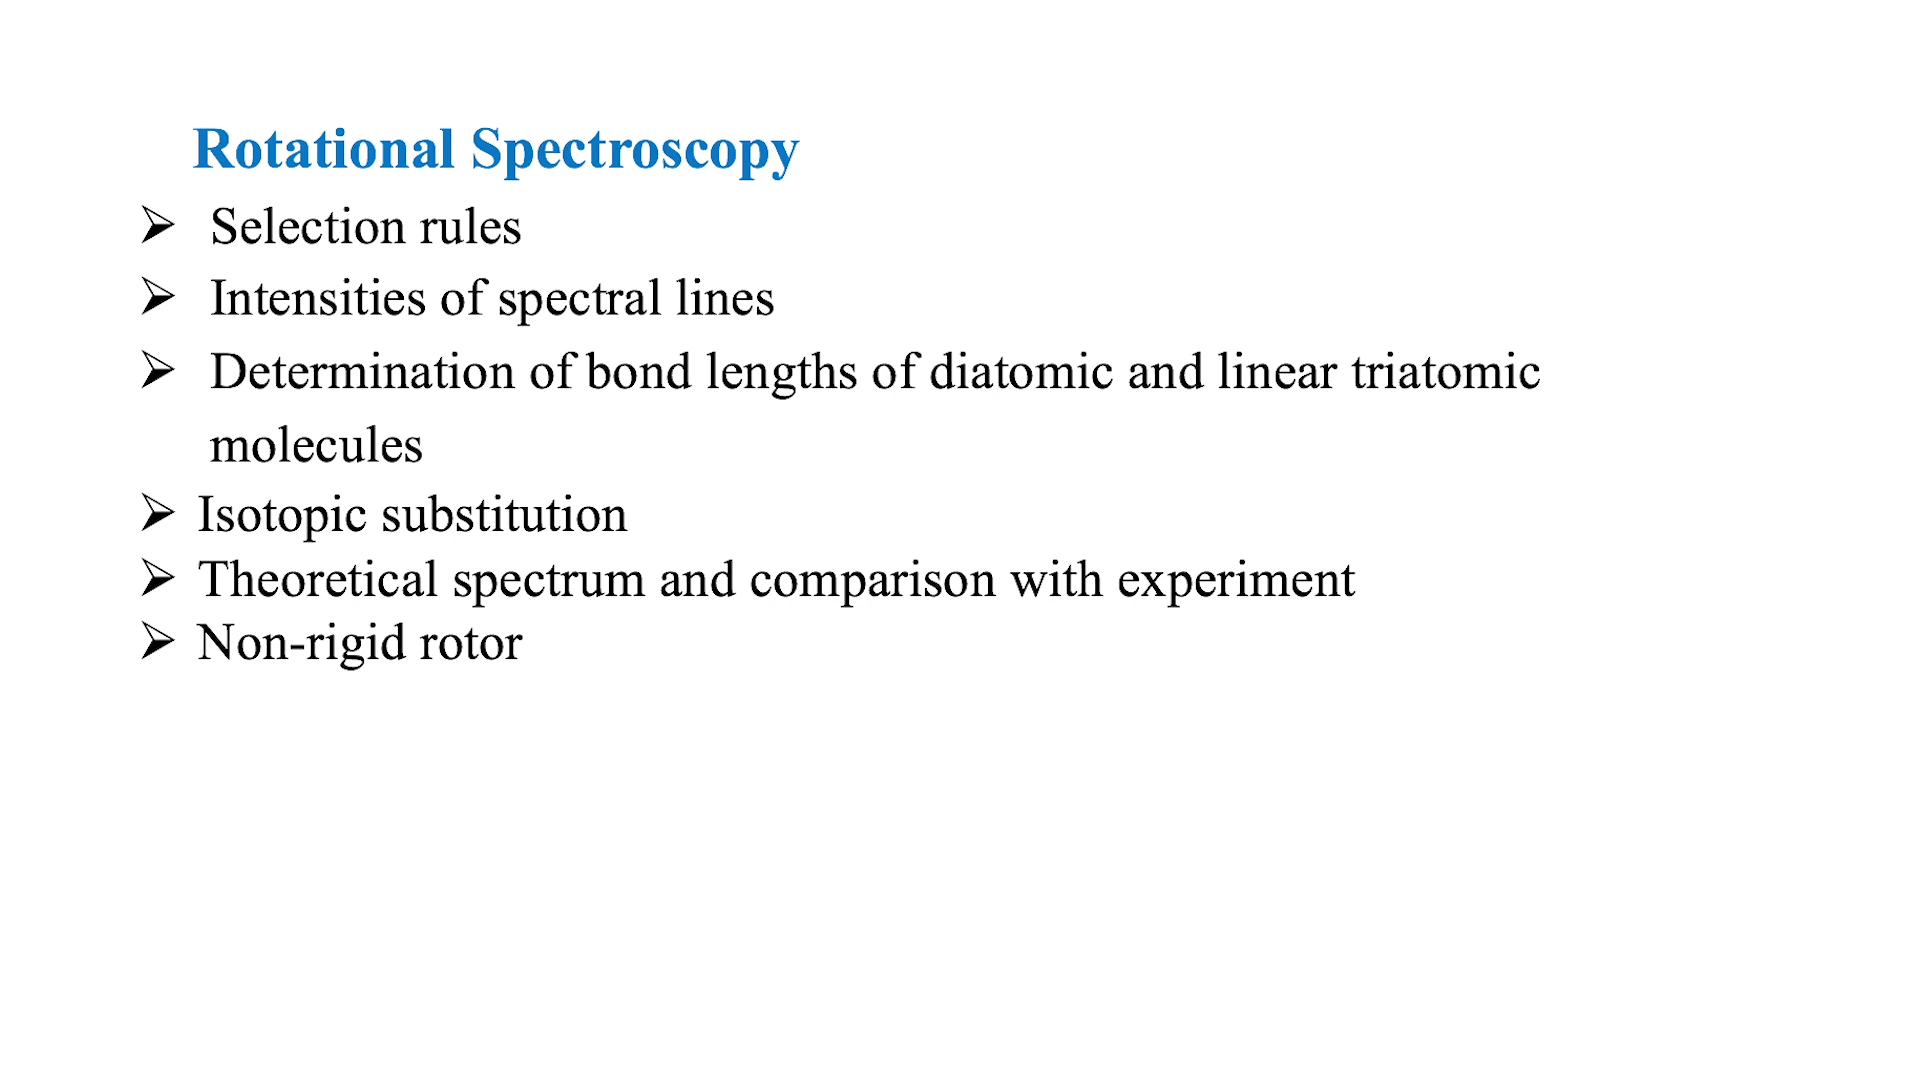 Rotational Spectroscopy
➢ Selection rules
➢ Intensities of spectral lines
➢ Determination of bond lengths of diatomic and linear triatomic
molecules
➢ Isotopic substitution
➢ Theoretical spectrum and comparison with experiment
➢ Non-rigid rotor